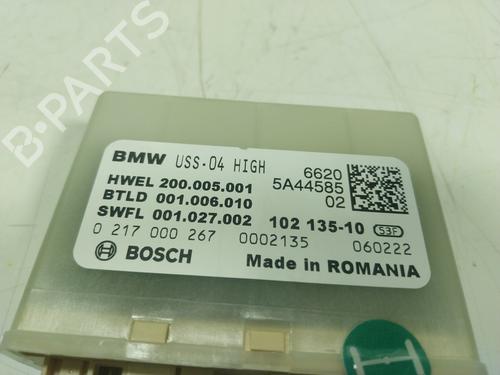 B-PARTS
BMW USS-04 HIGH 6620
HWEL 200.005.001 5A44585
BTLD 001.006.010 02
SWFL 001.027.002 102 135-10 S3F
0 217 000 267 0002135 060222
BOSCH Made in ROMANIA